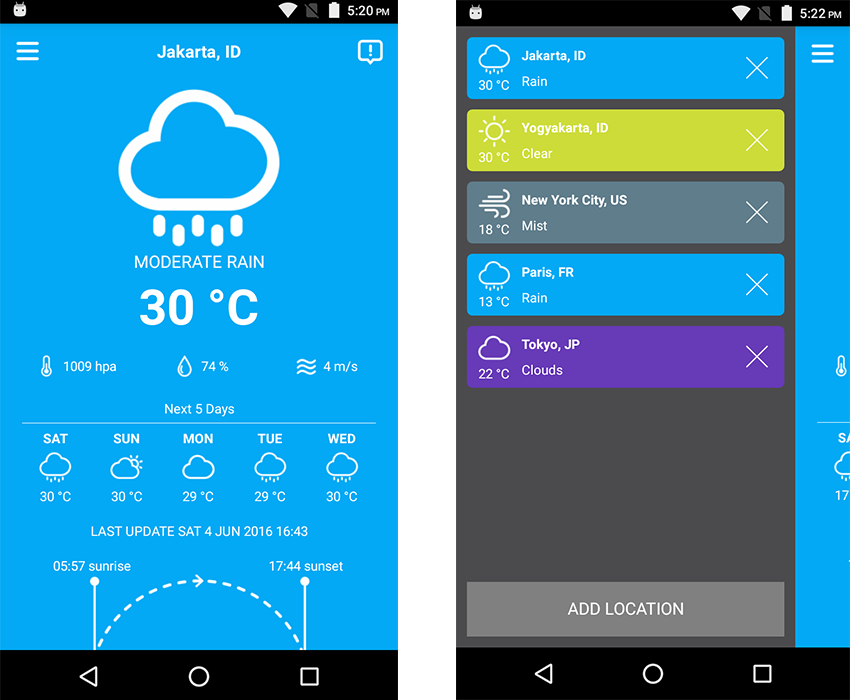 5:20 PM
Jakarta, ID
MODERATE RAIN
30 °C
1009 hpa 74 % 4 m/s
Next 5 Days
SAT SUN MON TUE WED
30 °C 30 °C 29 °C 29 °C 30 °C
LAST UPDATE SAT 4 JUN 2016 16:43
05:57 sunrise 17:44 sunset
5:22 PM
Jakarta, ID
30 °C Rain
Yogyakarta, ID
30 °C Clear
New York City, US
18 °C Mist
Paris, FR
13 °C Rain
Tokyo, JP
22 °C Clouds
ADD LOCATION
SA
17